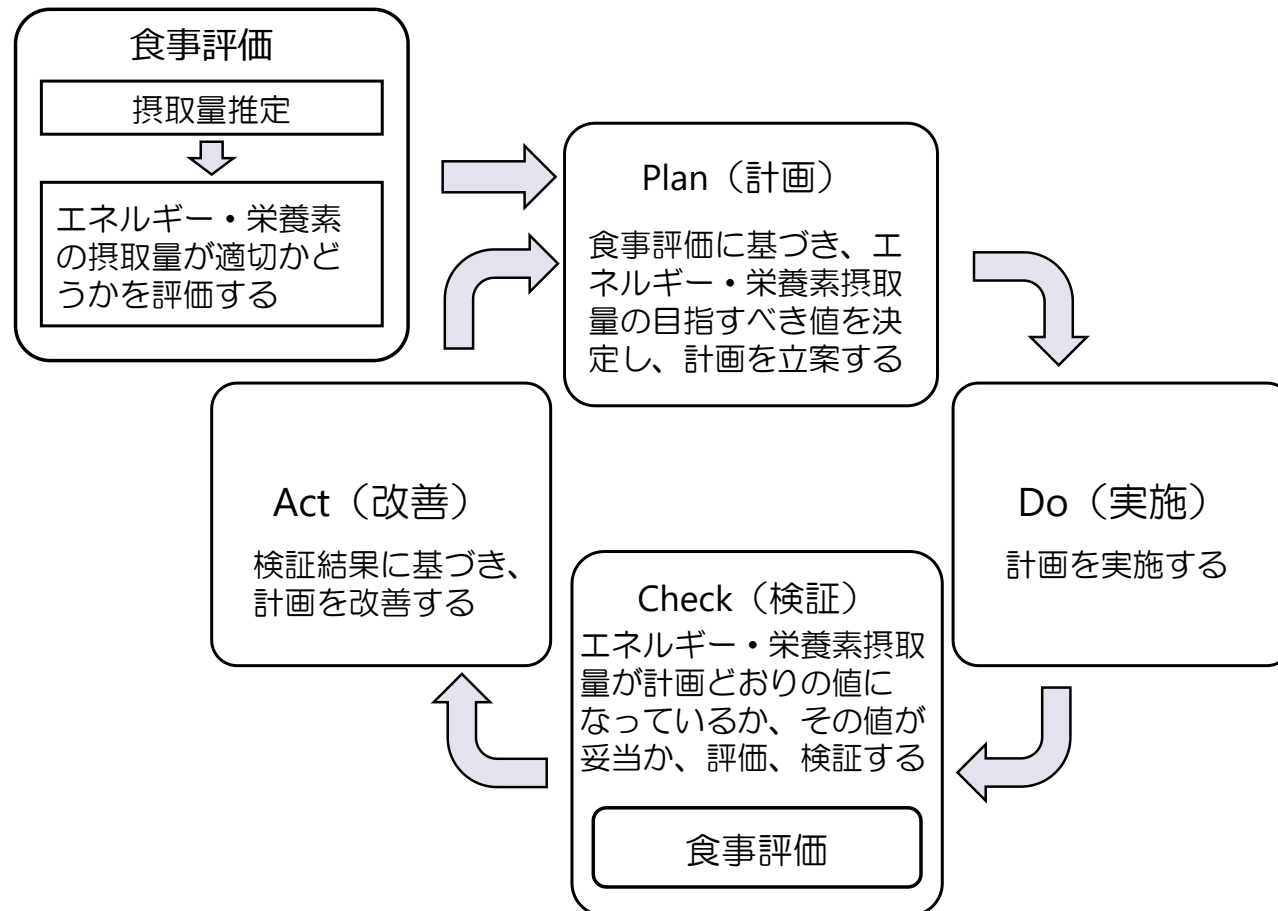 食事評価
摂取量推定
エネルギー・栄養素
の摂取量が適切かど
うかを評価する
Plan（計画）
食事評価に基づき、エ
ネルギー・栄養素摂取
量の目指すべき値を決
定し、計画を立案する
Do（実施）
計画を実施する
Check（検証）
エネルギー・栄養素摂取
量が計画どおりの値に
なっているか、その値が
妥当か、評価、検証する
食事評価
Act（改善）
検証結果に基づき、
計画を改善する